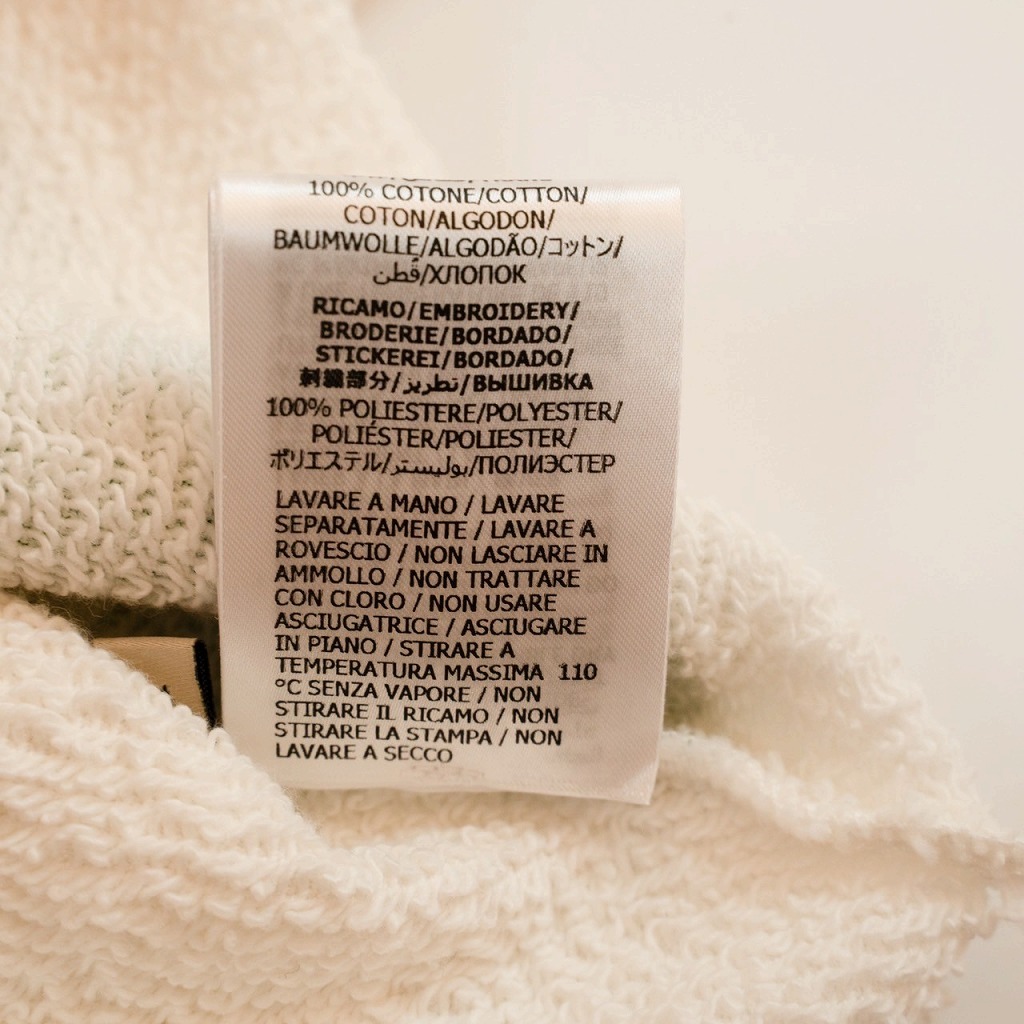 100% COTONE/COTTON/
COTON/ALGODON/
BAUMWOLLE/ALGODÃO/コットン/
قُطن/ХЛОПОК
RICAMO/EMBROIDERY/
BRODERIE/BORDADO/
STICKEREI/BORDADO/
刺繍部分/تطريز/ВЫШИВКА
100% POLIESTERE/POLYESTER/
POLIÉSTER/POLIESTER/
ポリエステル/بوليستر/ПОЛИЭСТЕР
LAVARE A MANO / LAVARE
SEPARATAMENTE / LAVARE A
ROVESCIO / NON LASCIARE IN
AMMOLLO / NON TRATTARE
CON CLORO / NON USARE
ASCIUGATRICE / ASCIUGARE
IN PIANO / STIRARE A
TEMPERATURA MASSIMA 110
°C SENZA VAPORE / NON
STIRARE IL RICAMO / NON
STIRARE LA STAMPA / NON
LAVARE A SECCO